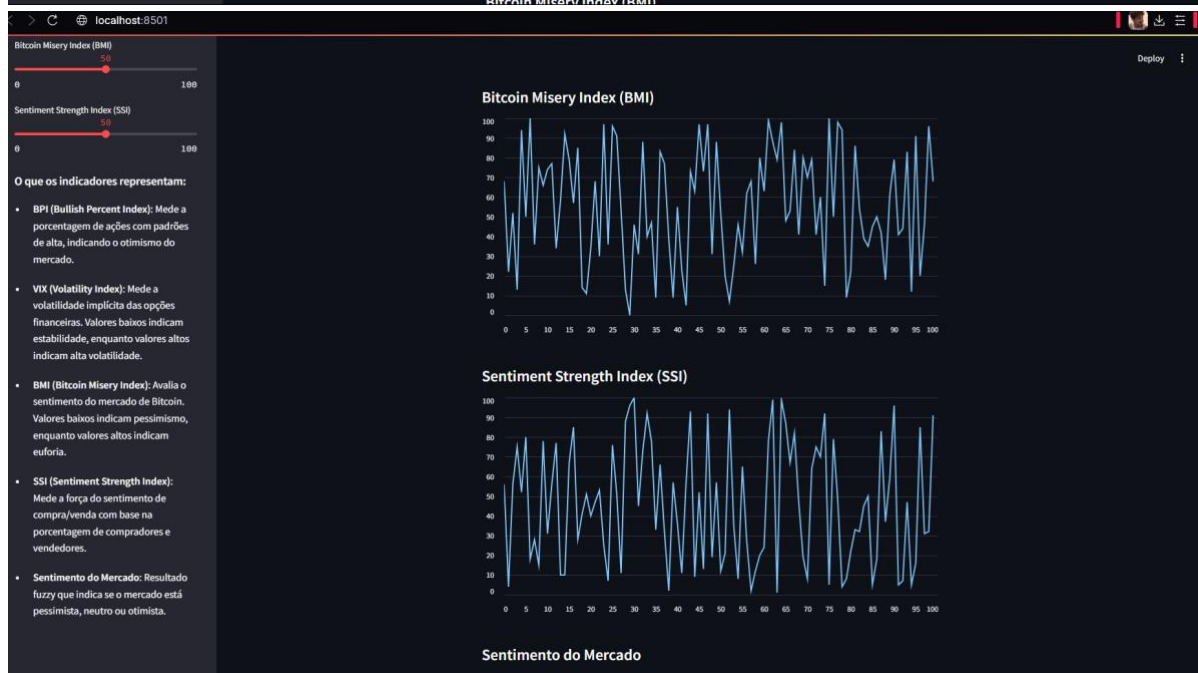 Bitcoin Misery Index (BMI)
localhost:8501
Bitcoin Misery Index (BMI)
50
0 100
Sentiment Strength Index (SSI)
50
0 100
O que os indicadores representam:
• BPI (Bullish Percent Index): Mede a
porcentagem de ações com padrões
de alta, indicando o otimismo do
mercado.
• VIX (Volatility Index): Mede a
volatilidade implícita das opções
financeiras. Valores baixos indicam
estabilidade, enquanto valores altos
indicam alta volatilidade.
• BMI (Bitcoin Misery Index): Avalia o
sentimento do mercado de Bitcoin.
Valores baixos indicam pessimismo,
enquanto valores altos indicam
euforia.
• SSI (Sentiment Strength Index):
Mede a força do sentimento de
compra/venda com base na
porcentagem de compradores e
vendedores.
• Sentimento do Mercado: Resultado
fuzzy que indica se o mercado está
pessimista, neutro ou otimista.
Deploy
Bitcoin Misery Index (BMI)
100
90
80
70
60
50
40
30
20
10
0
0 5 10 15 20 25 30 35 40 45 50 55 60 65 70 75 80 85 90 95 100
Sentiment Strength Index (SSI)
100
90
80
70
60
50
40
30
20
10
0
0 5 10 15 20 25 30 35 40 45 50 55 60 65 70 75 80 85 90 95 100
Sentimento do Mercado